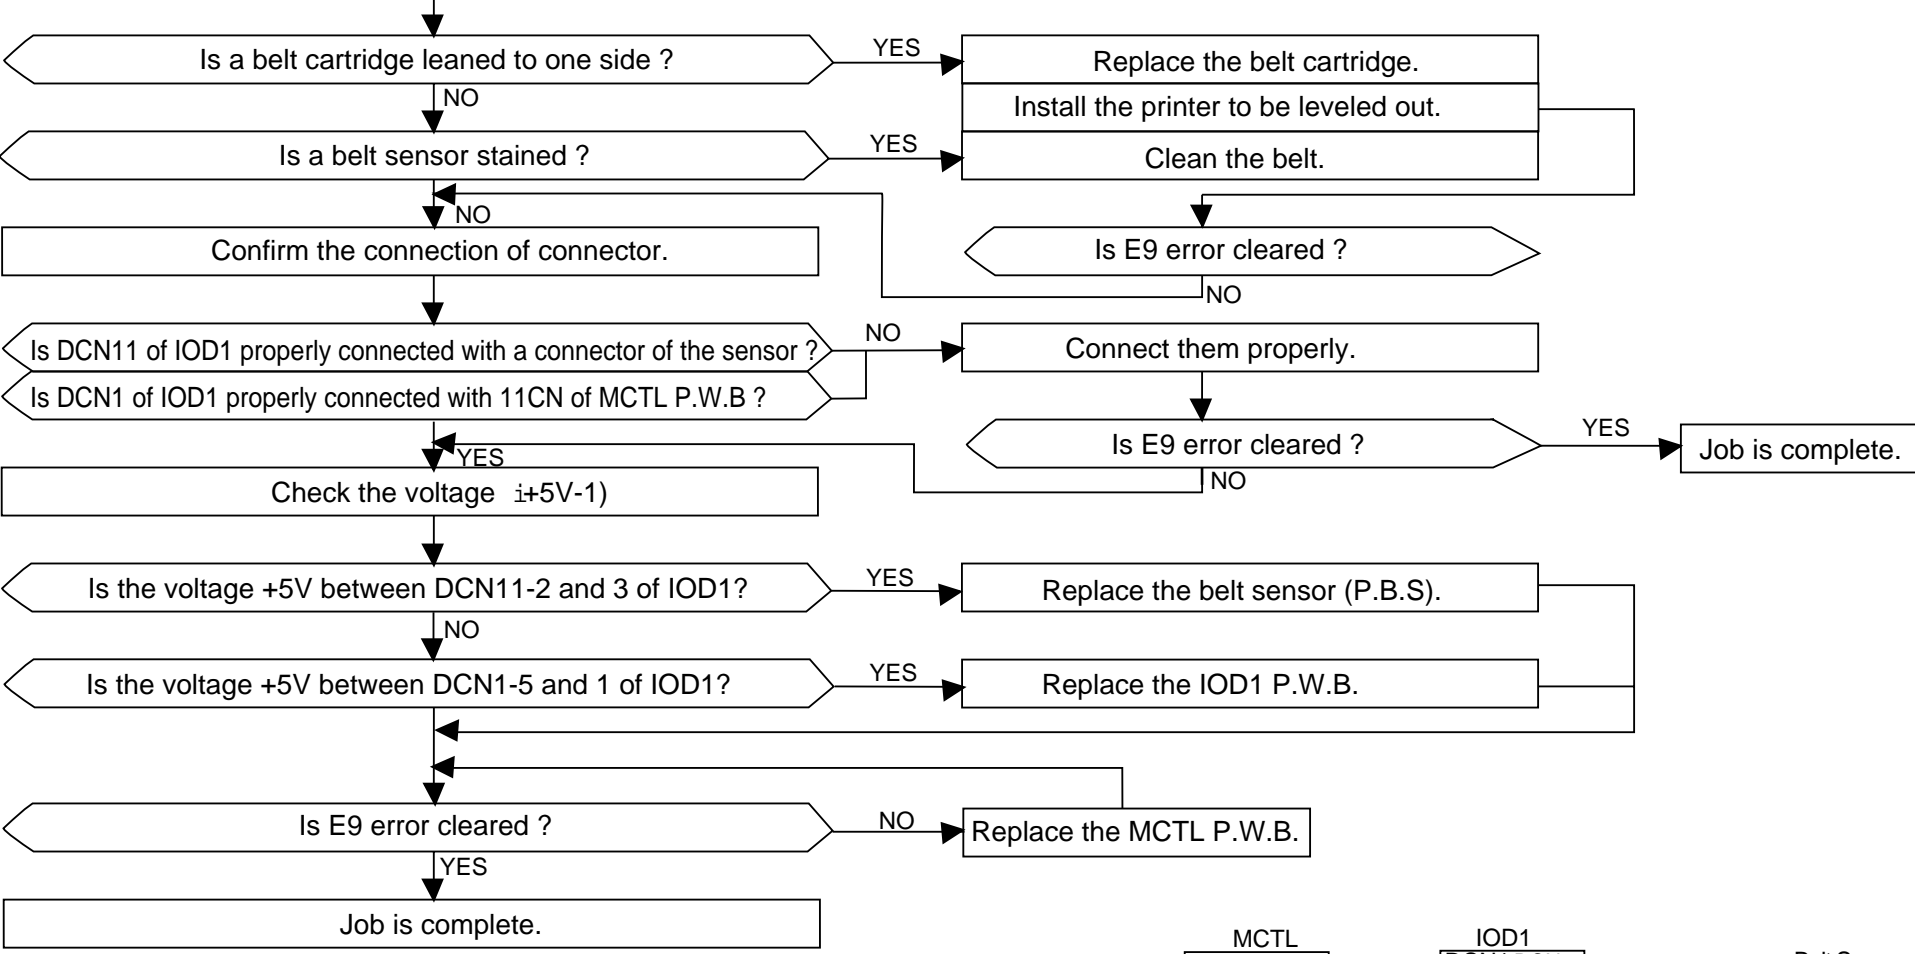 Is a belt cartridge leaned to one side ?
YES
Replace the belt cartridge.
NO
Install the printer to be leveled out.
Is a belt sensor stained ?
YES
Clean the belt.
NO
Confirm the connection of connector.
Is E9 error cleared ?
NO
Is DCN11 of IOD1 properly connected with a connector of the sensor ?
NO
Connect them properly.
Is DCN1 of IOD1 properly connected with 11CN of MCTL P.W.B ?
Is E9 error cleared ?
YES
Job is complete.
YES
NO
Check the voltage i+5V-1)
Is the voltage +5V between DCN11-2 and 3 of IOD1?
YES
Replace the belt sensor (P.B.S).
NO
Is the voltage +5V between DCN1-5 and 1 of IOD1?
YES
Replace the IOD1 P.W.B.
Is E9 error cleared ?
NO
Replace the MCTL P.W.B.
YES
Job is complete.
MCTL
IOD1